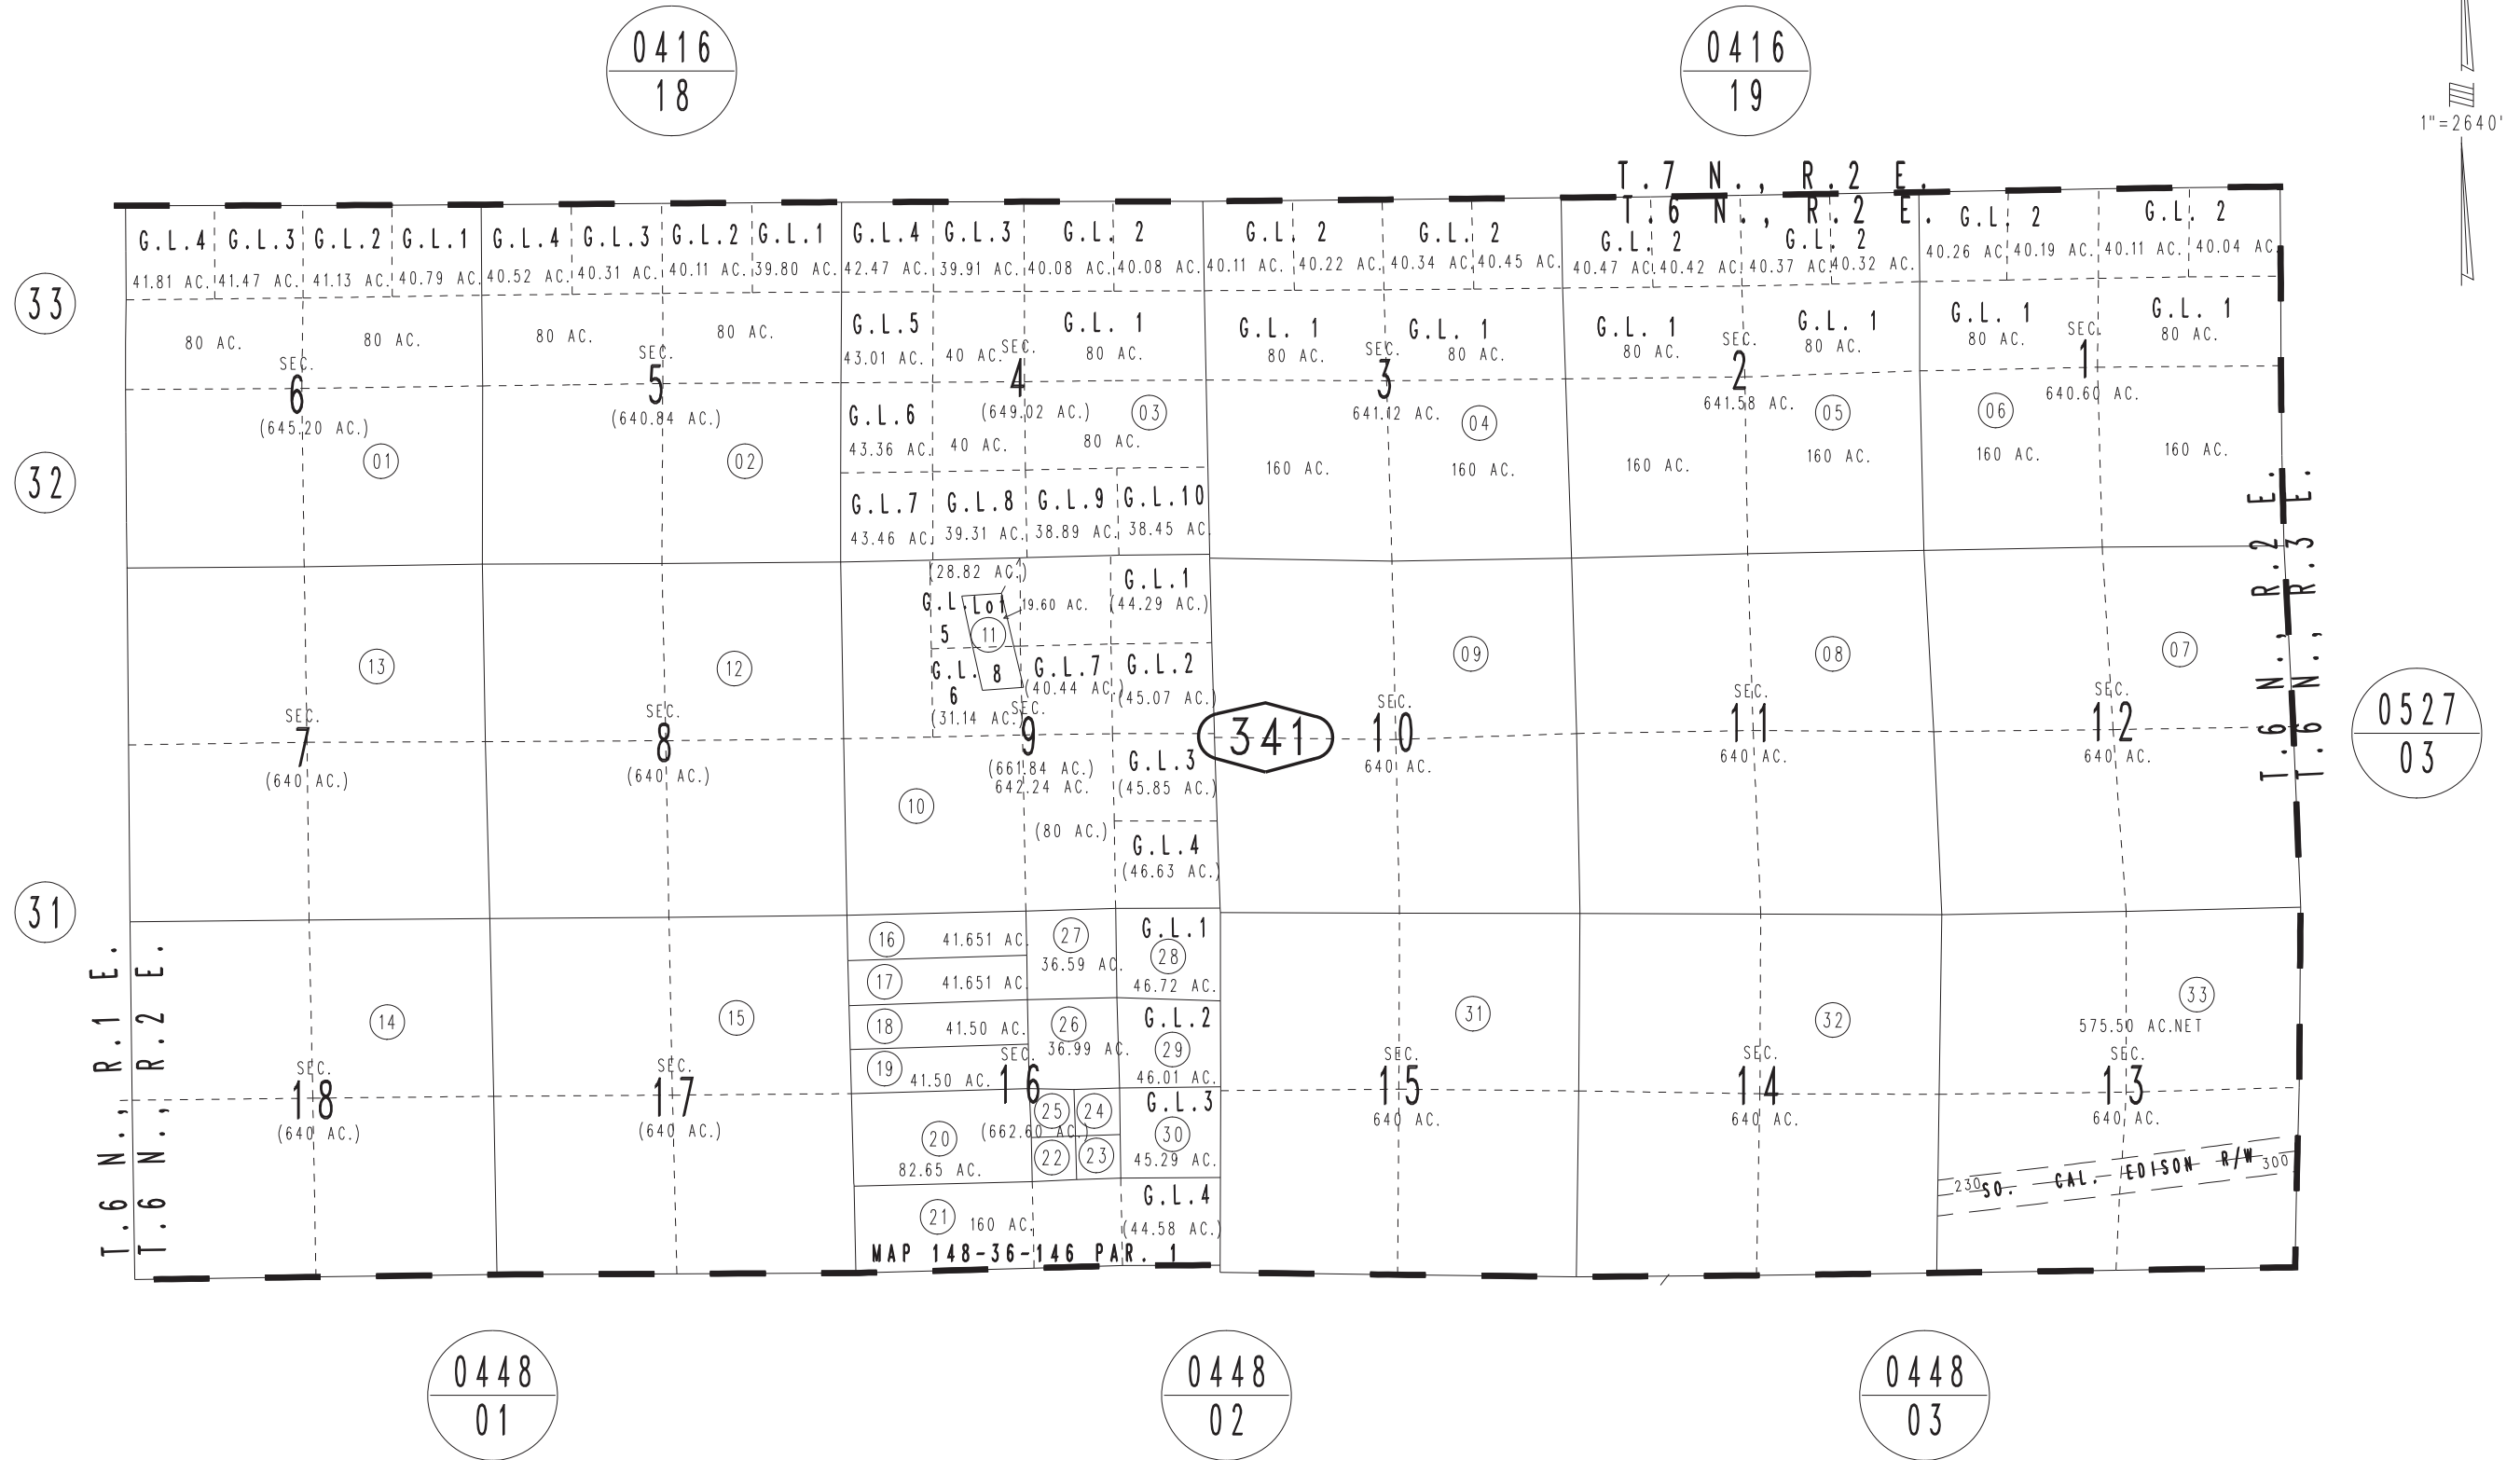 0416
18
0416
19
1"=2640'
T.7 N., R.2 E.
T.6 N., R.2 E.
G.L.4 G.L.3 G.L.2 G.L.1 G.L.4 G.L.3 G.L.2 G.L.1 G.L.4 G.L.3 G.L. 2 G.L. 2 G.L. 2 G.L. 2 G.L. 2 G.L. 2 G.L. 2
41.81 AC. 41.47 AC. 41.13 AC. 40.79 AC. 40.52 AC. 40.31 AC. 40.11 AC. 39.80 AC. 42.47 AC. 39.91 AC. 40.08 AC. 40.08 AC. 40.11 AC. 40.22 AC. 40.34 AC. 40.45 AC. 40.47 AC. 40.42 AC. 40.37 AC. 40.32 AC. 40.26 AC. 40.19 AC. 40.11 AC. 40.04 AC.
33
G.L.5 G.L. 1 G.L. 1 G.L. 1 G.L. 1 G.L. 1 G.L. 1 G.L. 1
80 AC. 80 AC. 80 AC. 80 AC. 43.01 AC. 40 AC. 80 AC. 80 AC. 80 AC. 80 AC. 80 AC. 80 AC. 80 AC.
SEC. SEC. SEC. SEC. SEC. SEC.
6 5 4 3 2 1
(645.20 AC.) (640.84 AC.) (649.02 AC.) 641.12 AC. 641.58 AC. 640.60 AC.
G.L.6
43.36 AC. 40 AC. 80 AC.
01 02 03 04 05 06
160 AC. 160 AC. 160 AC. 160 AC. 160 AC. 160 AC.
32
G.L.7 G.L.8 G.L.9 G.L.10
43.46 AC. 39.31 AC. 38.89 AC. 38.45 AC.
T.6 N., R.2 E.
T.6 N., R.3 E.
(28.82 AC.) G.L.1
G.L. Lot 19.60 AC. (44.29 AC.)
5 11
G.L. 8 G.L.7 G.L.2
6 (40.44 AC.) (45.07 AC.)
(31.14 AC.)
13 12 09 08 07
SEC. SEC. SEC. SEC. SEC. SEC.
7 8 9 341 10 11 12
(640 AC.) (640 AC.) (661.84 AC.) 640 AC. 640 AC. 640 AC.
642.24 AC.
G.L.3
(45.85 AC.)
10 (80 AC.)
G.L.4
(46.63 AC.)
0527
03
31
T.6 N., R.1 E.
T.6 N., R.2 E.
16 41.651 AC. 27 G.L.1
36.59 AC. 28
17 41.651 AC. 46.72 AC.
18 41.50 AC. 26 G.L.2
36.99 AC. 29
19 41.50 AC. 46.01 AC.
14 15 31 32 33
575.50 AC.NET
SEC. SEC. SEC. SEC. SEC. SEC.
18 17 16 15 14 13
(640 AC.) (640 AC.) (662.60 AC.) 640 AC. 640 AC. 640 AC.
25 24 G.L.3
20 30
82.65 AC. 22 23 45.29 AC.
230 SO. CAL. EDISON R/W 300
G.L.4
21 160 AC. (44.58 AC.)
MAP 148-36-146 PAR. 1
0448
01
0448
02
0448
03